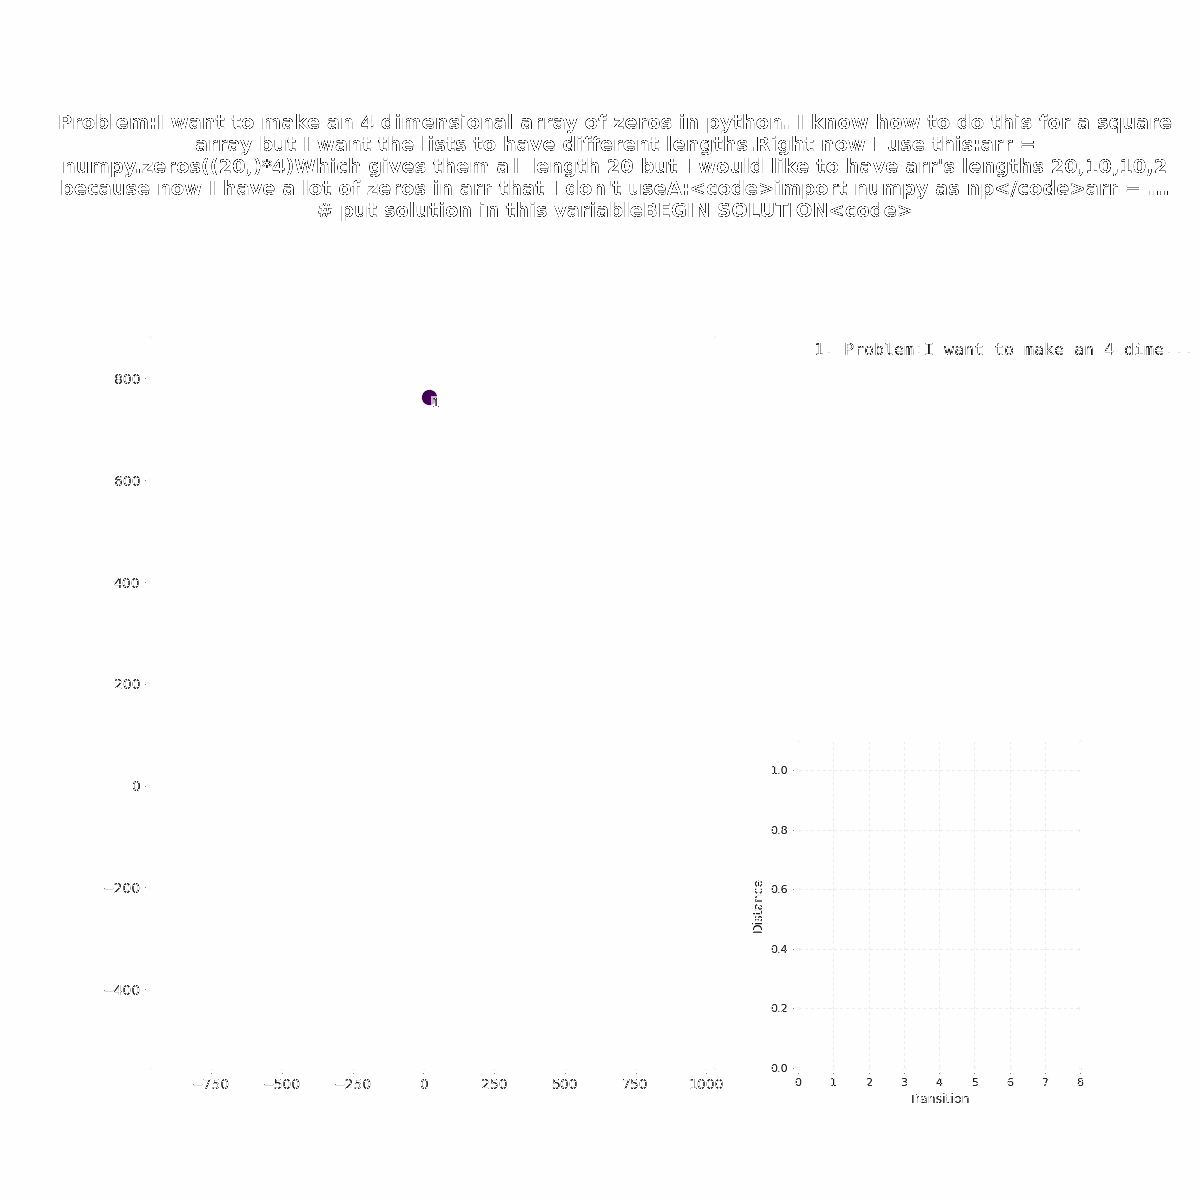 Problem:I want to make an 4 dimensional array of zeros in python. I know how to do this for a square
array but I want the lists to have different lengths.Right now I use this:arr =
numpy.zeros((20,)*4)Which gives them all length 20 but I would like to have arr's lengths 20,10,10,2
because now I have a lot of zeros in arr that I don't useA:<code>import numpy as np</code>arr = ...
# put solution in this variableBEGIN SOLUTION<code>
1. Problem:I want to make an 4 dime...
800
600
400
200
0
−200
−400
−750 −500 −250 0 250 500 750 1000
1
1.0
0.8
0.6
0.4
0.2
0.0
0 1 2 3 4 5 6 7 8
Distance
Transition